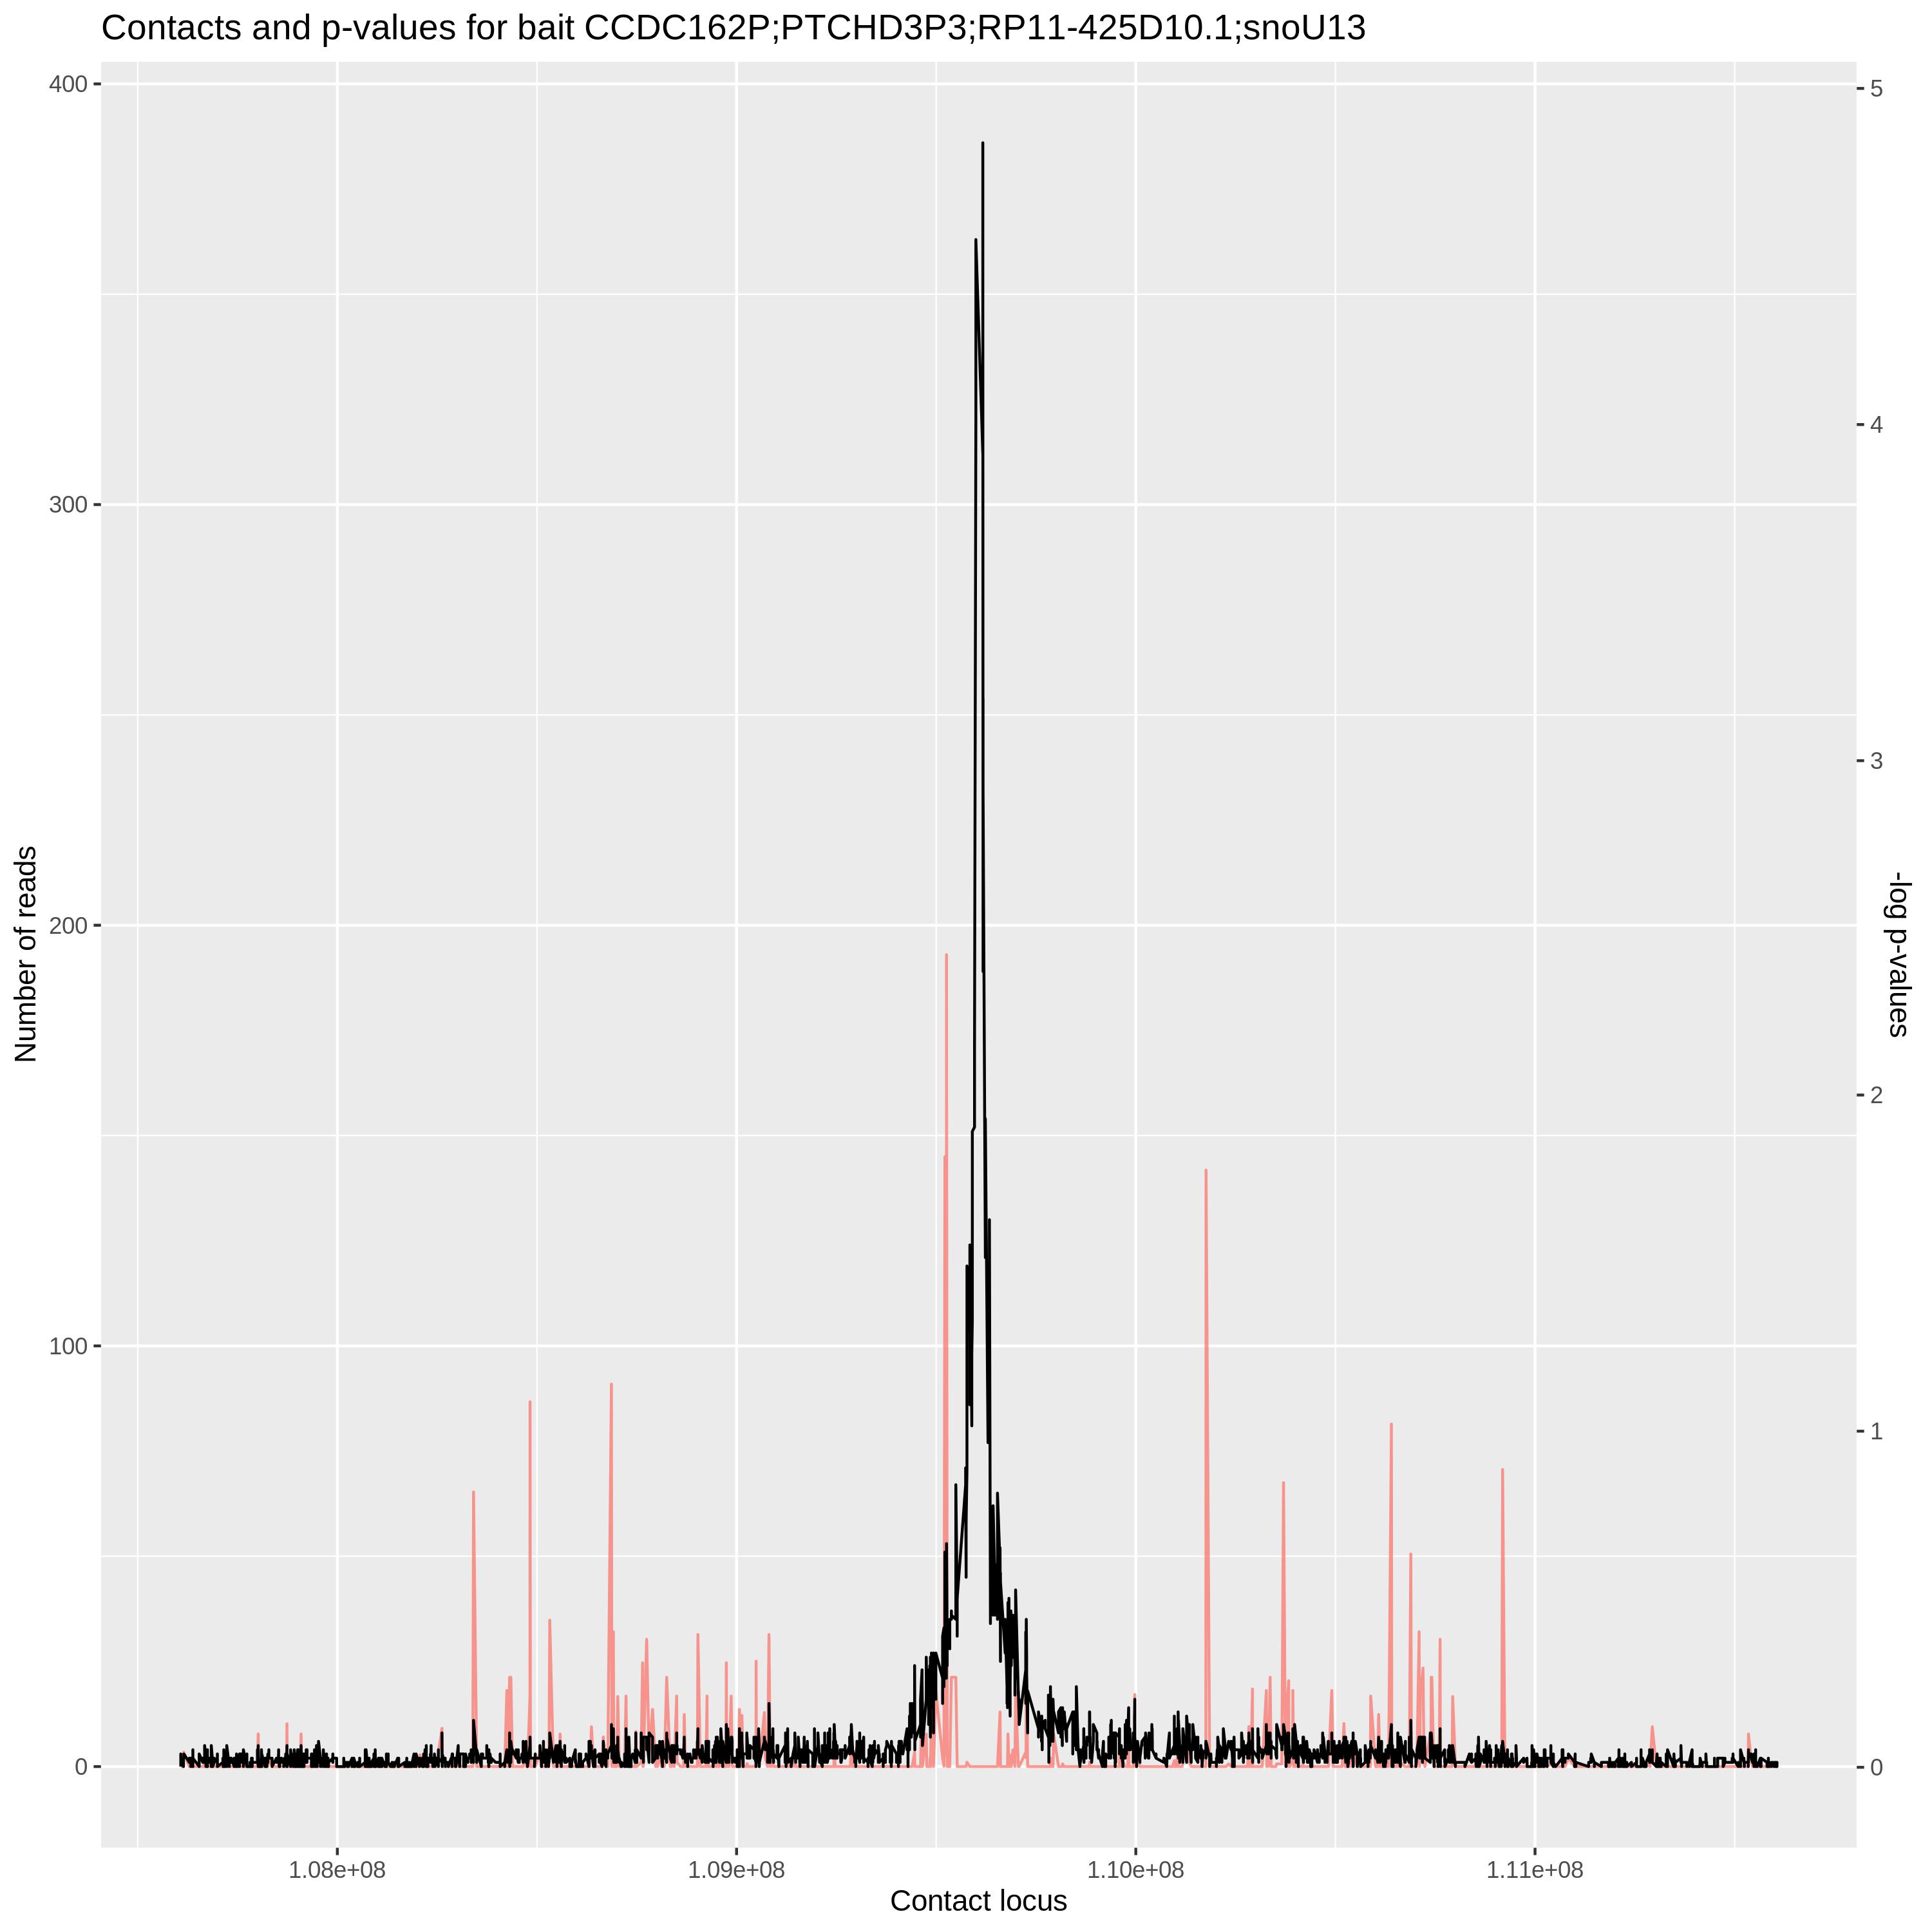 Contacts and p-values for bait CCDC162P;PTCHD3P3;RP11-425D10.1;snoU13
400
300
200
100
0
Number of reads
5
4
3
2
1
0
-log p-values
1.08e+08
1.09e+08
1.10e+08
1.11e+08
Contact locus